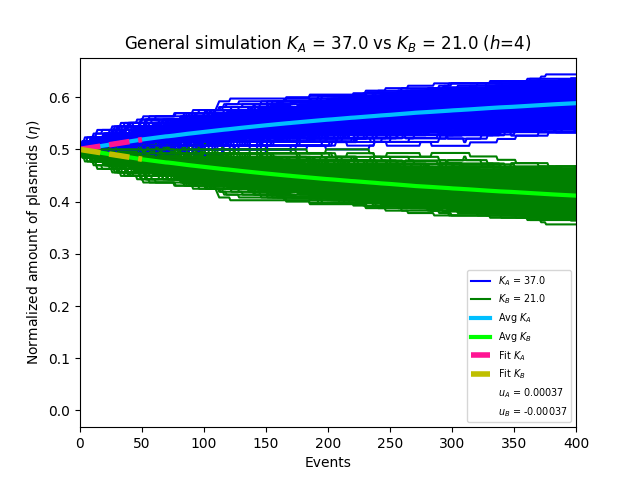 General simulation K_A = 37.0 vs K_B = 21.0 (h=4)
Normalized amount of plasmids (η)
0.6
0.5
0.4
0.3
0.2
0.1
0.0
K_A = 37.0
K_B = 21.0
Avg K_A
Avg K_B
Fit K_A
Fit K_B
u_A = 0.00037
u_B = -0.00037
0 50 100 150 200 250 300 350 400
Events